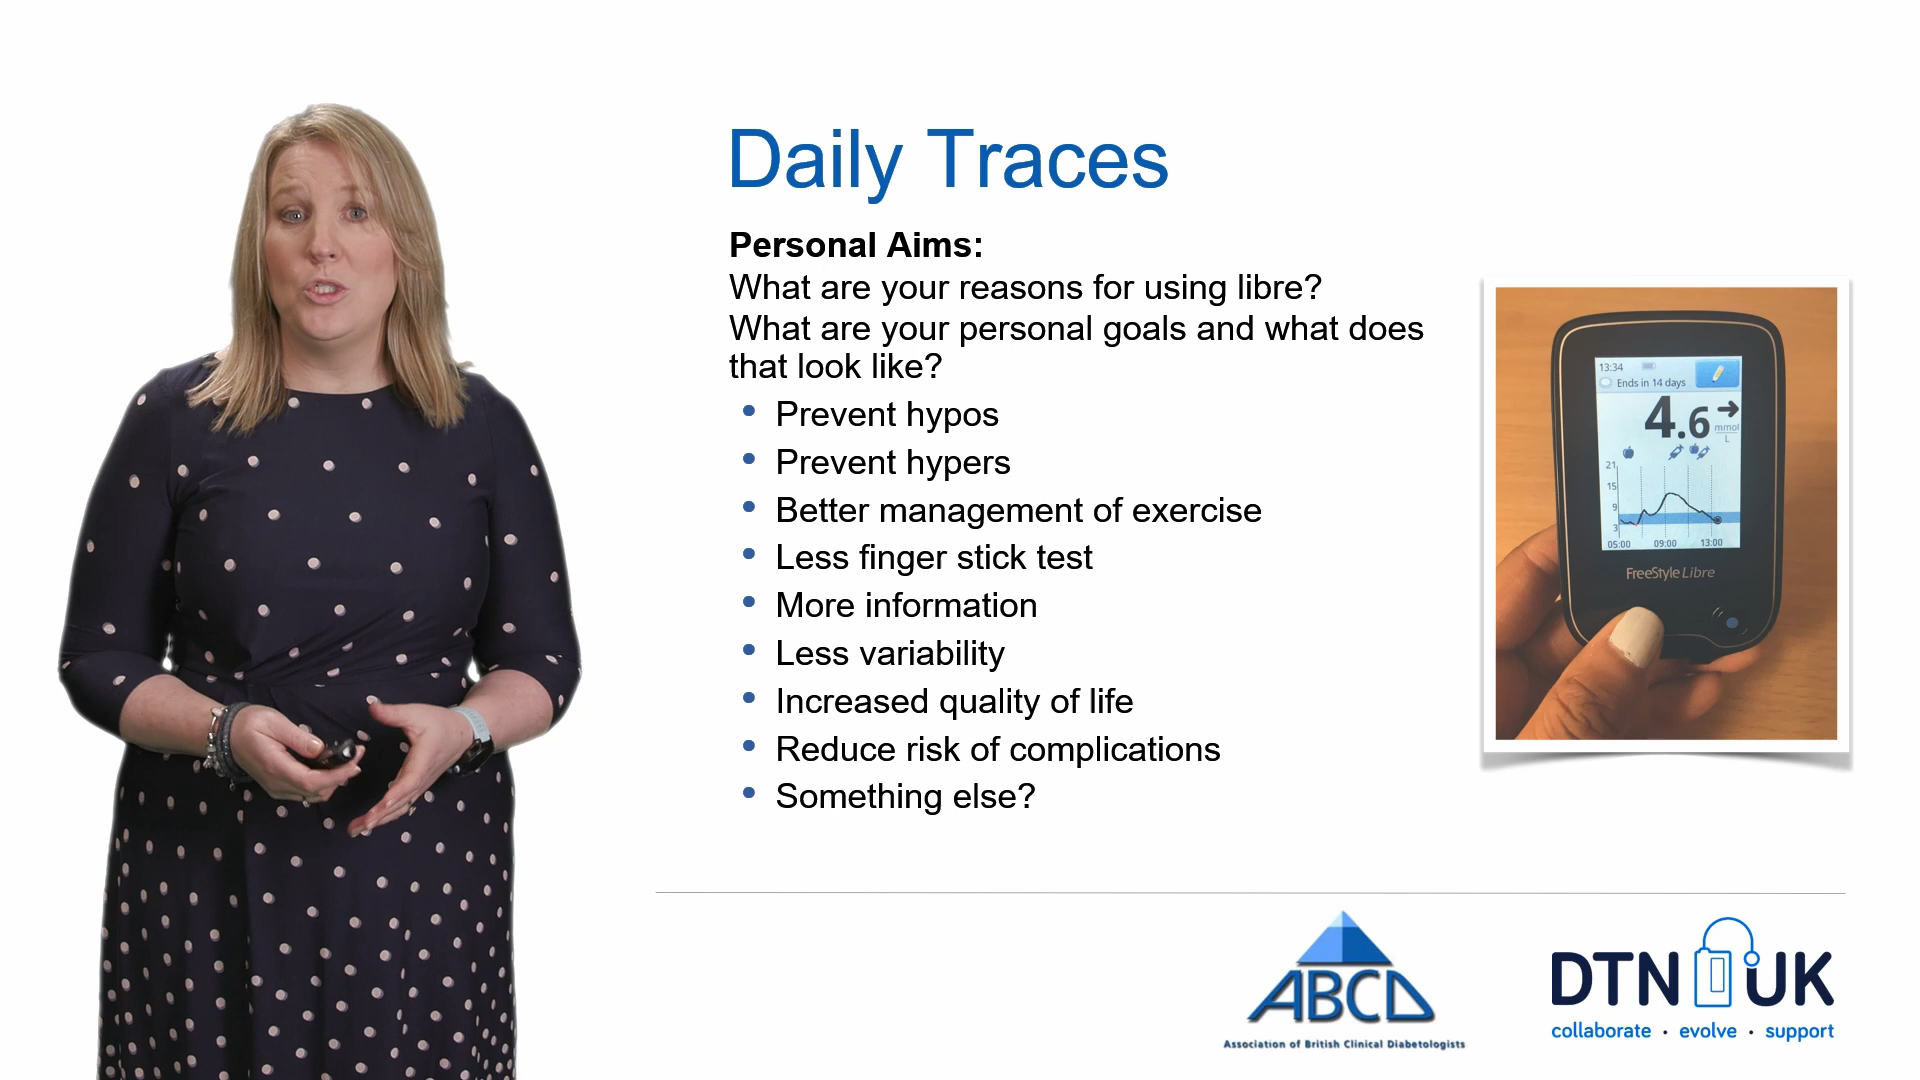 Daily Traces
Personal Aims:
What are your reasons for using libre?
What are your personal goals and what does
that look like?
Prevent hypos
Prevent hypers
Better management of exercise
Less finger stick test
More information
Less variability
Increased quality of life
Reduce risk of complications
Something else?
13:34
Ends in 14 days
4.6
mmol
L
21
15
9
3
05:00 09:00 13:00
FreeStyle Libre
ABCD
Association of British Clinical Diabetologists
DTN UK
collaborate · evolve · support